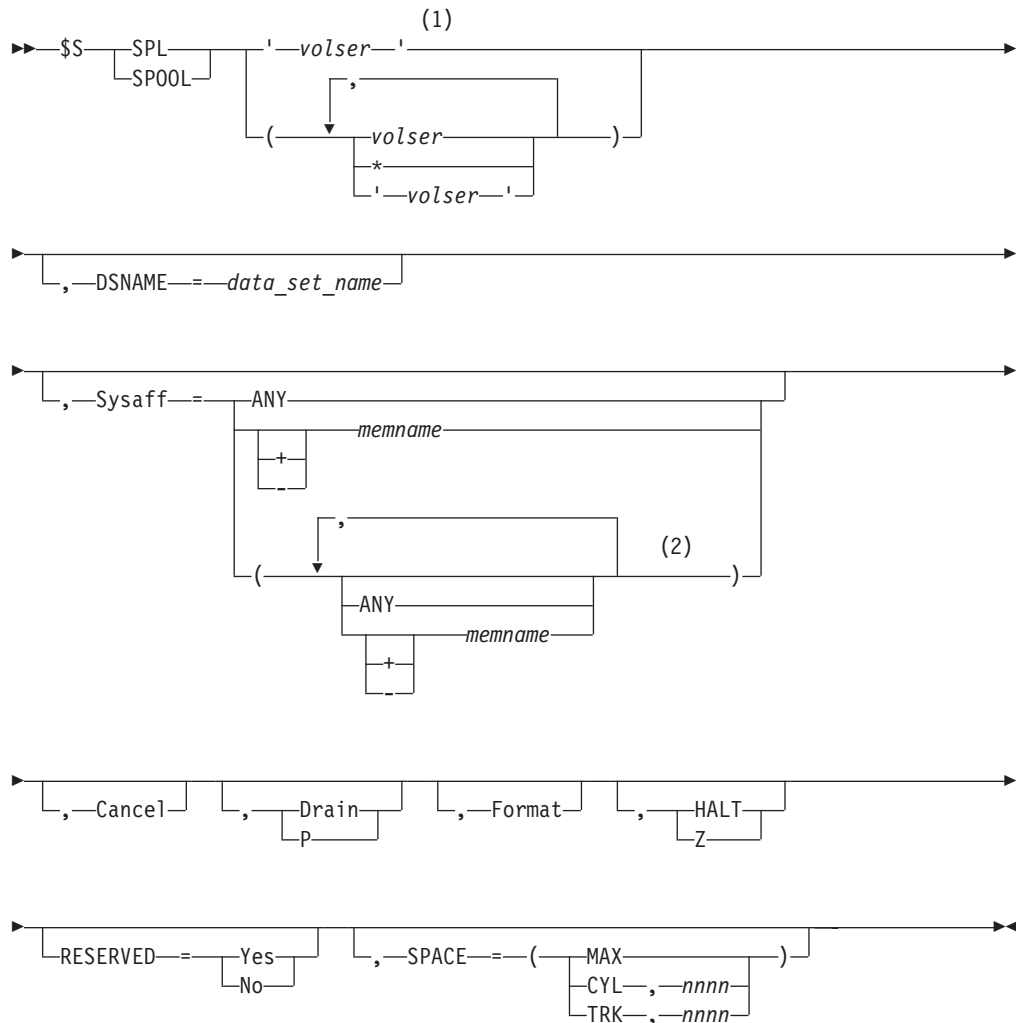 (1)
$S SPL ' volser '
SPOOL
,
( volser )
*
' volser '
, DSNAME = data_set_name
, Sysaff = ANY
memname
+
-
,
(2)
( )
ANY
memname
+
-
, Cancel , Drain , Format , HALT
P Z
RESERVED = Yes , SPACE = ( MAX )
No CYL , nnnn
TRK , nnnn